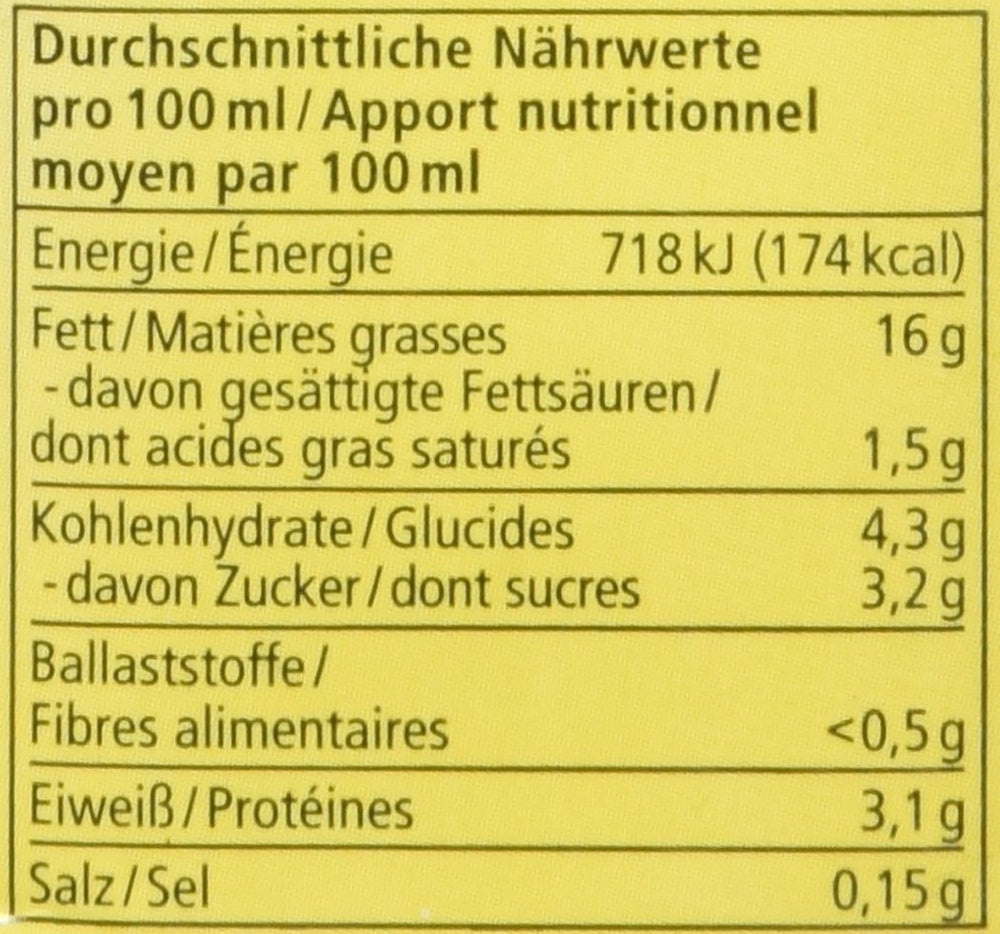 Durchschnittliche Nährwerte
pro 100 ml / Apport nutritionnel
moyen par 100 ml
Energie / Énergie 718 kJ (174 kcal)
Fett / Matières grasses 16 g
- davon gesättigte Fettsäuren /
dont acides gras saturés 1,5 g
Kohlenhydrate / Glucides 4,3 g
- davon Zucker / dont sucres 3,2 g
Ballaststoffe /
Fibres alimentaires <0,5 g
Eiweiß / Protéines 3,1 g
Salz / Sel 0,15 g